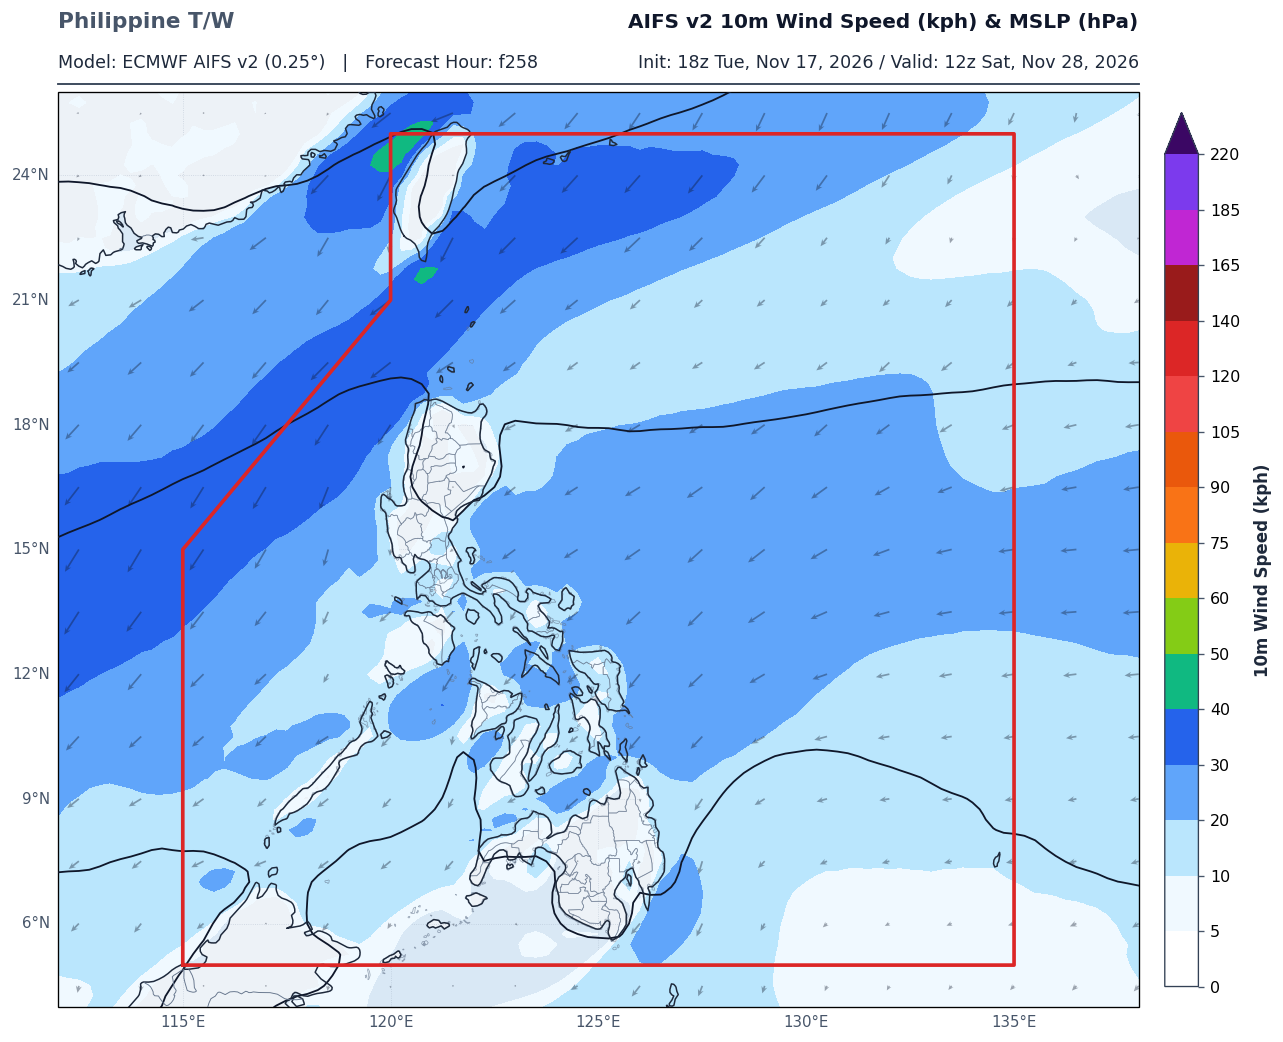 Philippine T/W
AIFS v2 10m Wind Speed (kph) & MSLP (hPa)
Model: ECMWF AIFS v2 (0.25°)   |   Forecast Hour: f258
Init: 18z Tue, Nov 17, 2026 / Valid: 12z Sat, Nov 28, 2026
24°N
21°N
18°N
15°N
12°N
9°N
6°N
115°E
120°E
125°E
130°E
135°E
220
185
165
140
120
105
90
75
60
50
40
30
20
10
5
0
10m Wind Speed (kph)